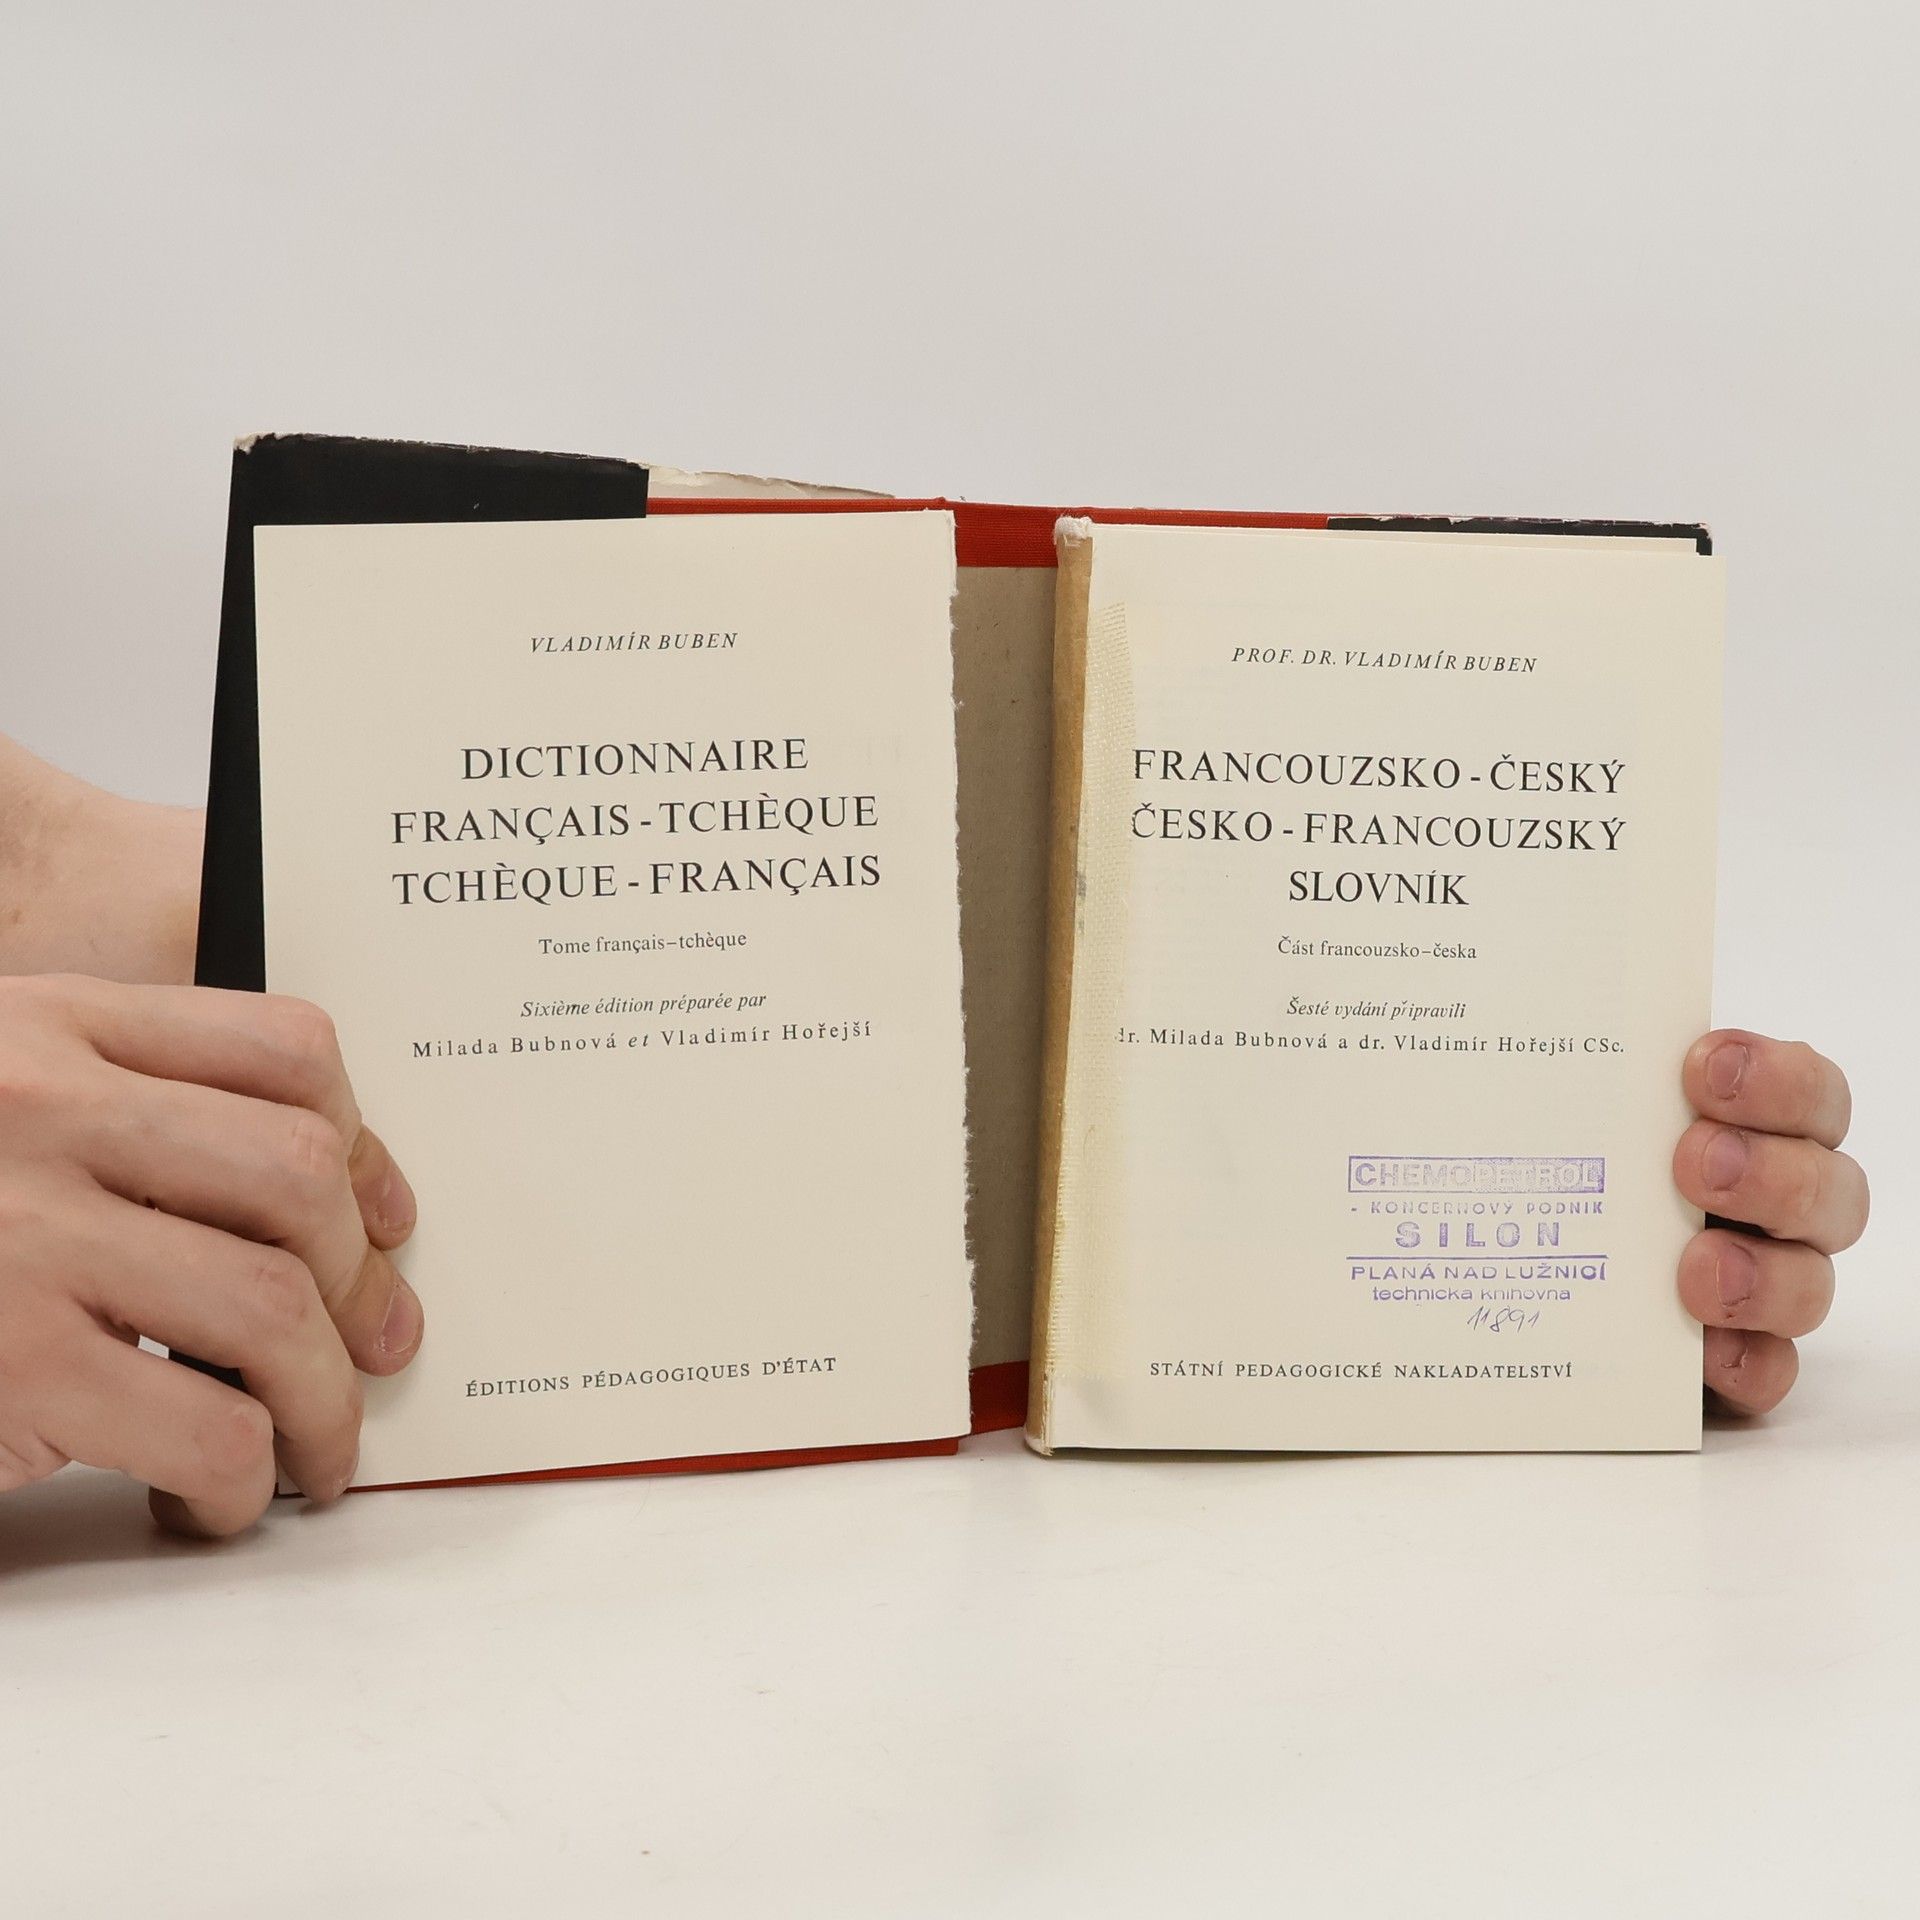 VLADIMÍR BUBEN
DICTIONNAIRE
FRANÇAIS-TCHÈQUE
TCHÈQUE-FRANÇAIS
Tome français–tchèque
Sixième édition préparée par
Milada Bubnová et Vladimír Hořejší
ÉDITIONS PÉDAGOGIQUES D'ÉTAT
PROF. DR. VLADIMÍR BUBEN
FRANCOUZSKO-ČESKÝ
ČESKO-FRANCOUZSKÝ
SLOVNÍK
Část francouzsko–česka
Šesté vydání připravili
dr. Milada Bubnová a dr. Vladimír Hořejší CSc.
CHEMOPETROL
- KONCERNOVÝ PODNIK
SILON
PLANÁ NAD LUŽNICÍ
technická knihovna
11891
STÁTNÍ PEDAGOGICKÉ NAKLADATELSTVÍ